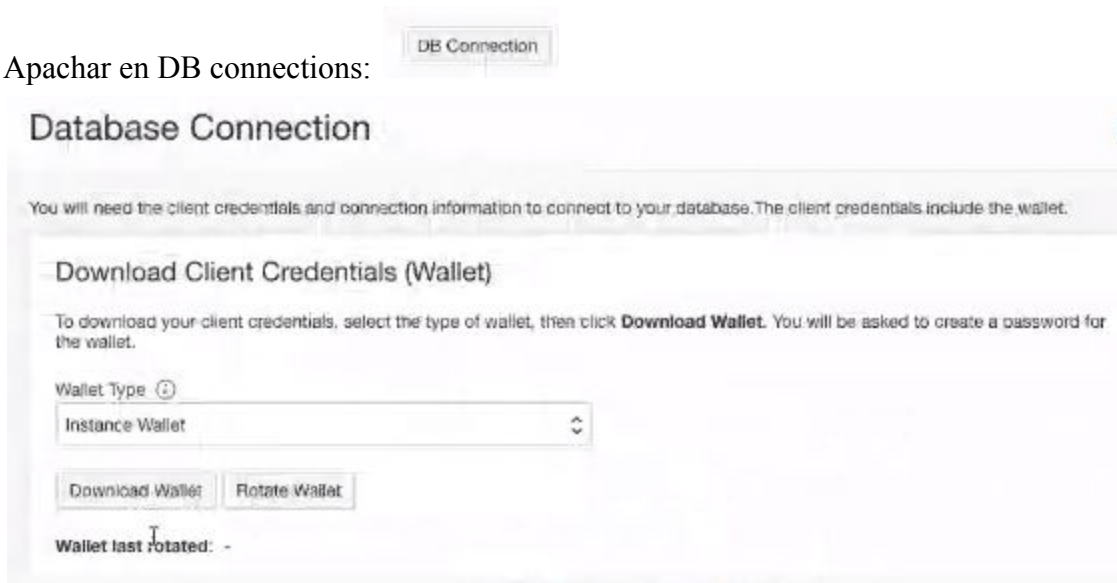 DB Connection
Apachar en DB connections:
Database Connection
You will need the client credentials and connection information to connect to your database.The client credentials include the wallet.
Download Client Credentials (Wallet)
To download your client credentials, select the type of wallet, then click Download Wallet. You will be asked to create a password for
the wallet.
Wallet Type
Instance Wallet
Download Wallet Rotate Wallet
Wallet last rotated: -